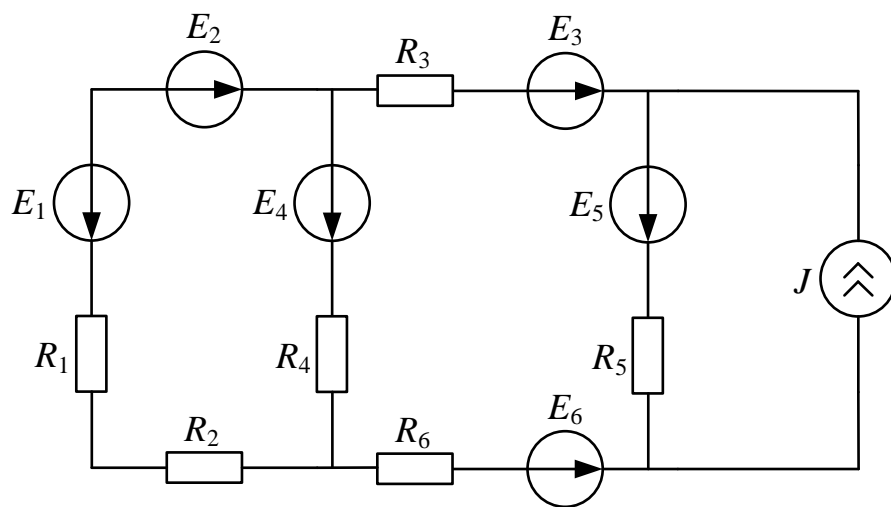 E₂
R₃
E₃
E₁
E₄
E₅
J
R₁
R₄
R₅
R₂
R₆
E₆